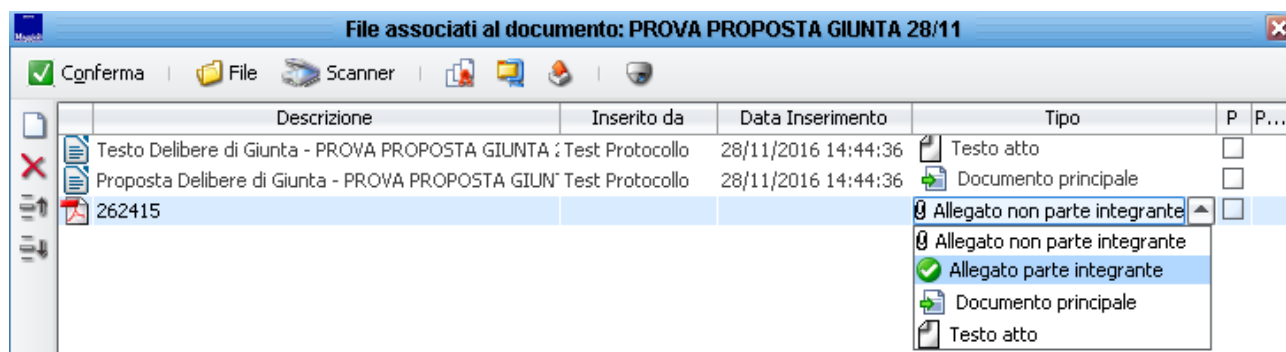 Maggioli
File associati al documento: PROVA PROPOSTA GIUNTA 28/11
Conferma File Scanner
Descrizione Inserito da Data Inserimento Tipo P P...
Testo Delibere di Giunta - PROVA PROPOSTA GIUNTA 2 Test Protocollo 28/11/2016 14:44:36 Testo atto
Proposta Delibere di Giunta - PROVA PROPOSTA GIUN Test Protocollo 28/11/2016 14:44:36 Documento principale
262415 Allegato non parte integrante
Allegato non parte integrante
Allegato parte integrante
Documento principale
Testo atto